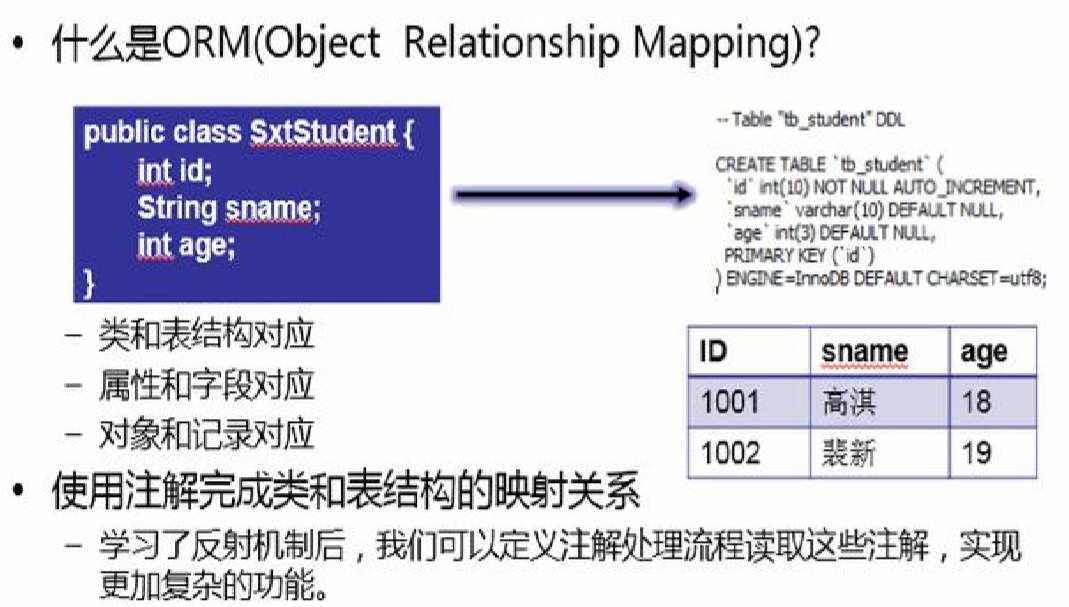 • 什么是ORM(Object Relationship Mapping)?
public class SxtStudent {
int id;
String sname;
int age;
}
-- Table "tb_student" DDL
CREATE TABLE `tb_student` (
`id` int(10) NOT NULL AUTO_INCREMENT,
`sname` varchar(10) DEFAULT NULL,
`age` int(3) DEFAULT NULL,
PRIMARY KEY (`id`)
) ENGINE=InnoDB DEFAULT CHARSET=utf8;
– 类和表结构对应
– 属性和字段对应
– 对象和记录对应
ID sname age
1001 高淇 18
1002 裴新 19
• 使用注解完成类和表结构的映射关系
– 学习了反射机制后，我们可以定义注解处理流程读取这些注解，实现
更加复杂的功能。